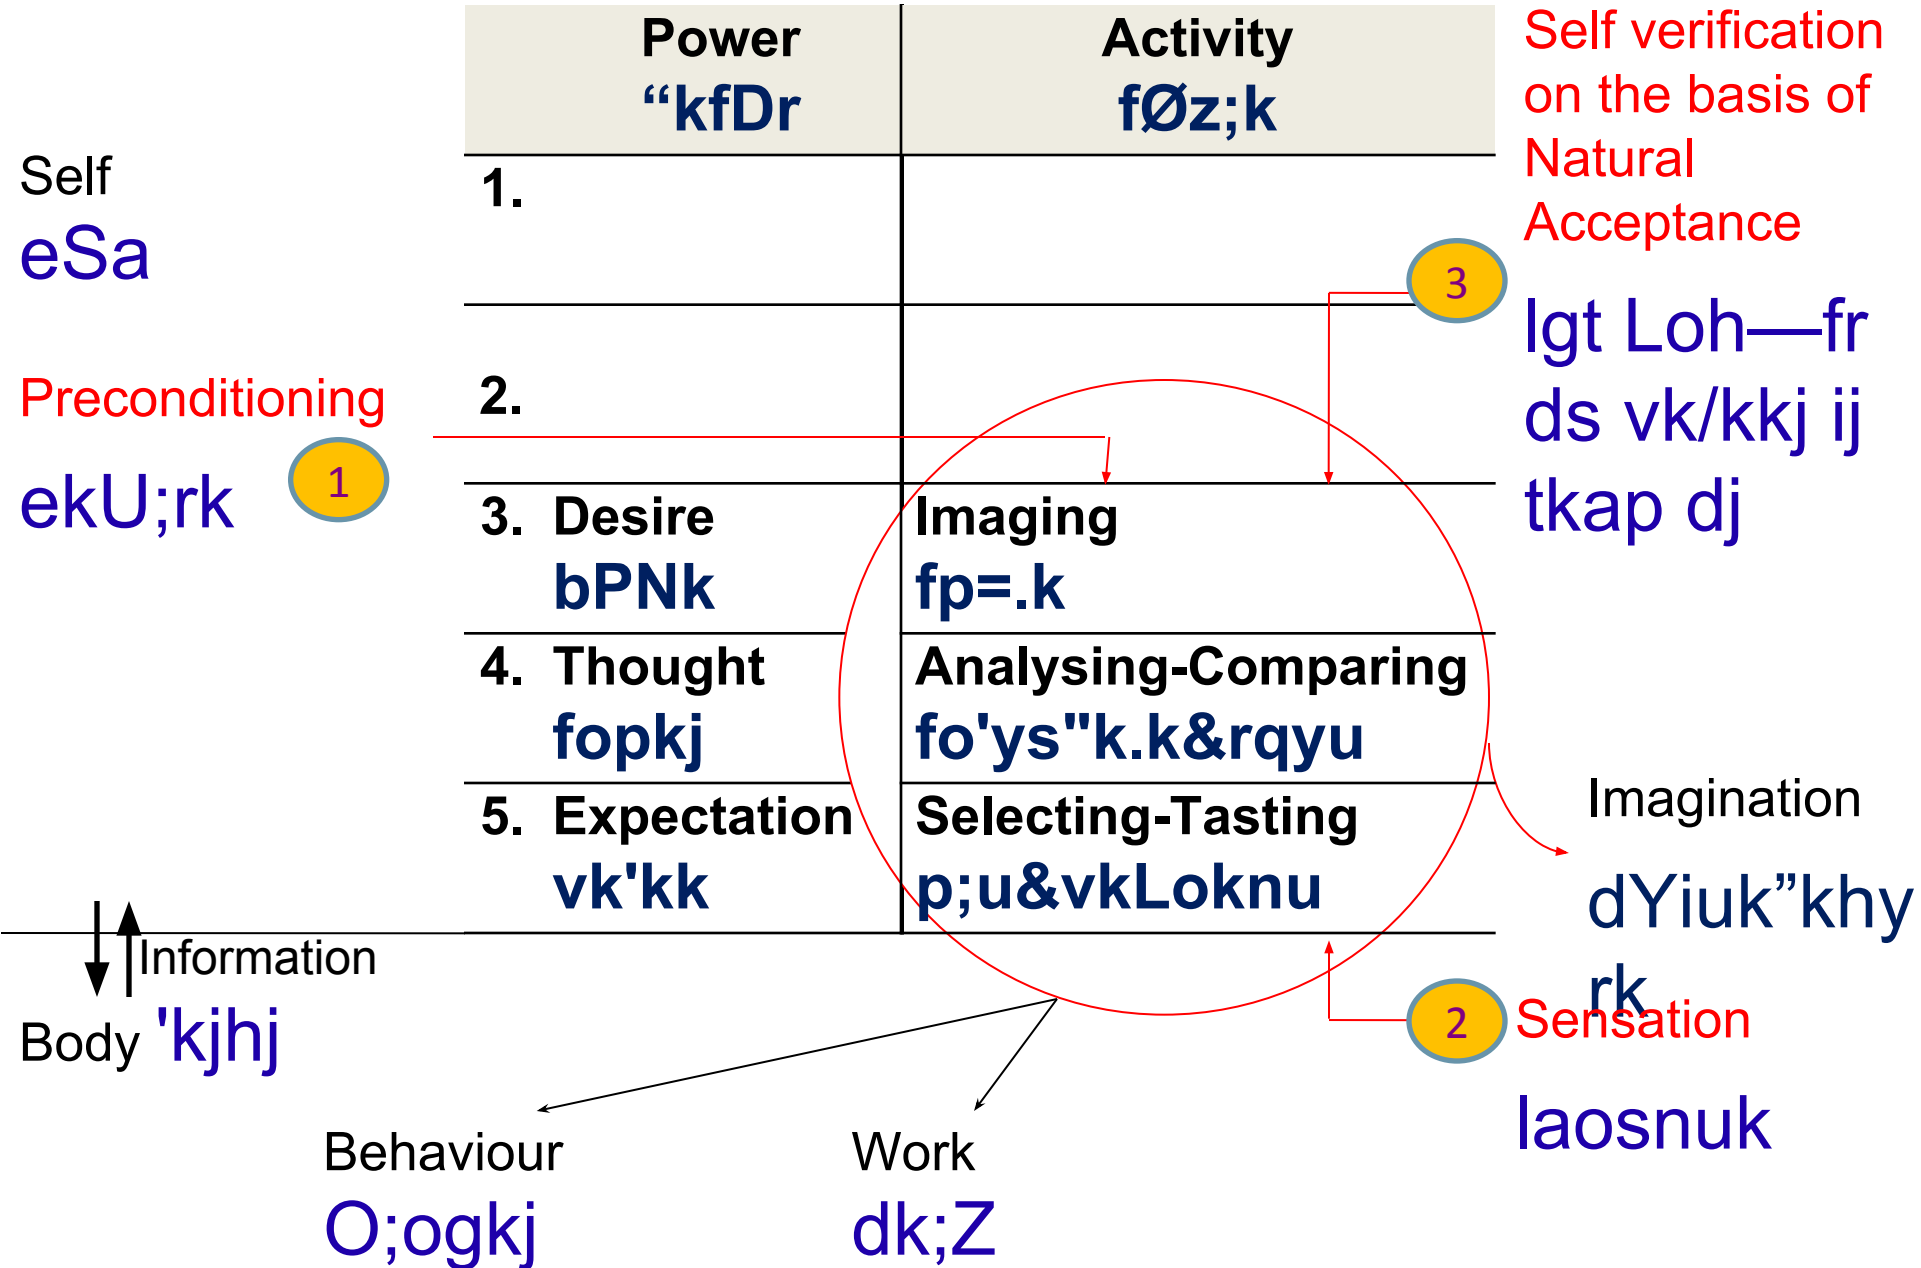 Power
“kfDr
Activity
fØz;k
Self verification
on the basis of
Natural
Acceptance
lgt Loh—fr
ds vk/kkj ij
tkap dj
3
Self
eSa
1.
2.
Preconditioning
ekU;rk
1
3. Desire
bPNk
Imaging
fp=.k
4. Thought
fopkj
Analysing-Comparing
fo'ys"k.k&rqyu
5. Expectation
vk'kk
Selecting-Tasting
p;u&vkLoknu
Imagination
dYiuk”khy
rk
Information
Body 'kjhj
2
Sensation
laosnuk
Behaviour
O;ogkj
Work
dk;Z